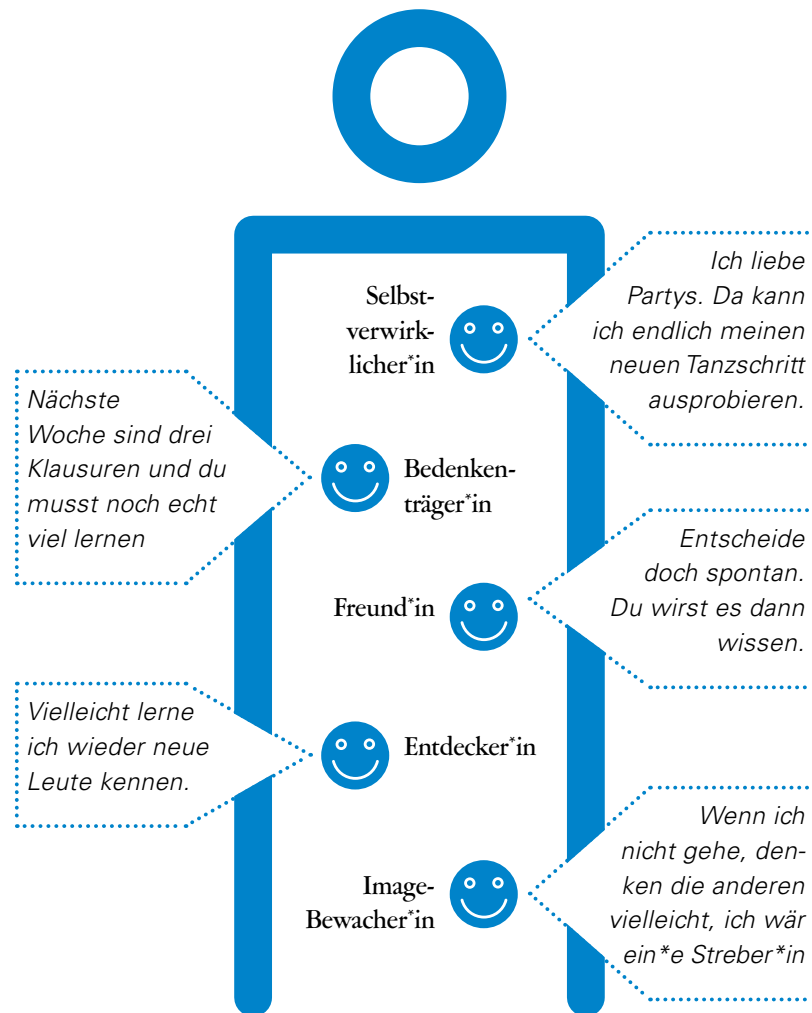 Selbst-
verwirk-
licher*in
Ich liebe
Partys. Da kann
ich endlich meinen
neuen Tanzschritt
ausprobieren.
Nächste
Woche sind drei
Klausuren und du
musst noch echt
viel lernen
Bedenken-
träger*in
Freund*in
Entscheide
doch spontan.
Du wirst es dann
wissen.
Vielleicht lerne
ich wieder neue
Leute kennen.
Entdecker*in
Image-
Bewacher*in
Wenn ich
nicht gehe, den-
ken die anderen
vielleicht, ich wär
ein*e Streber*in